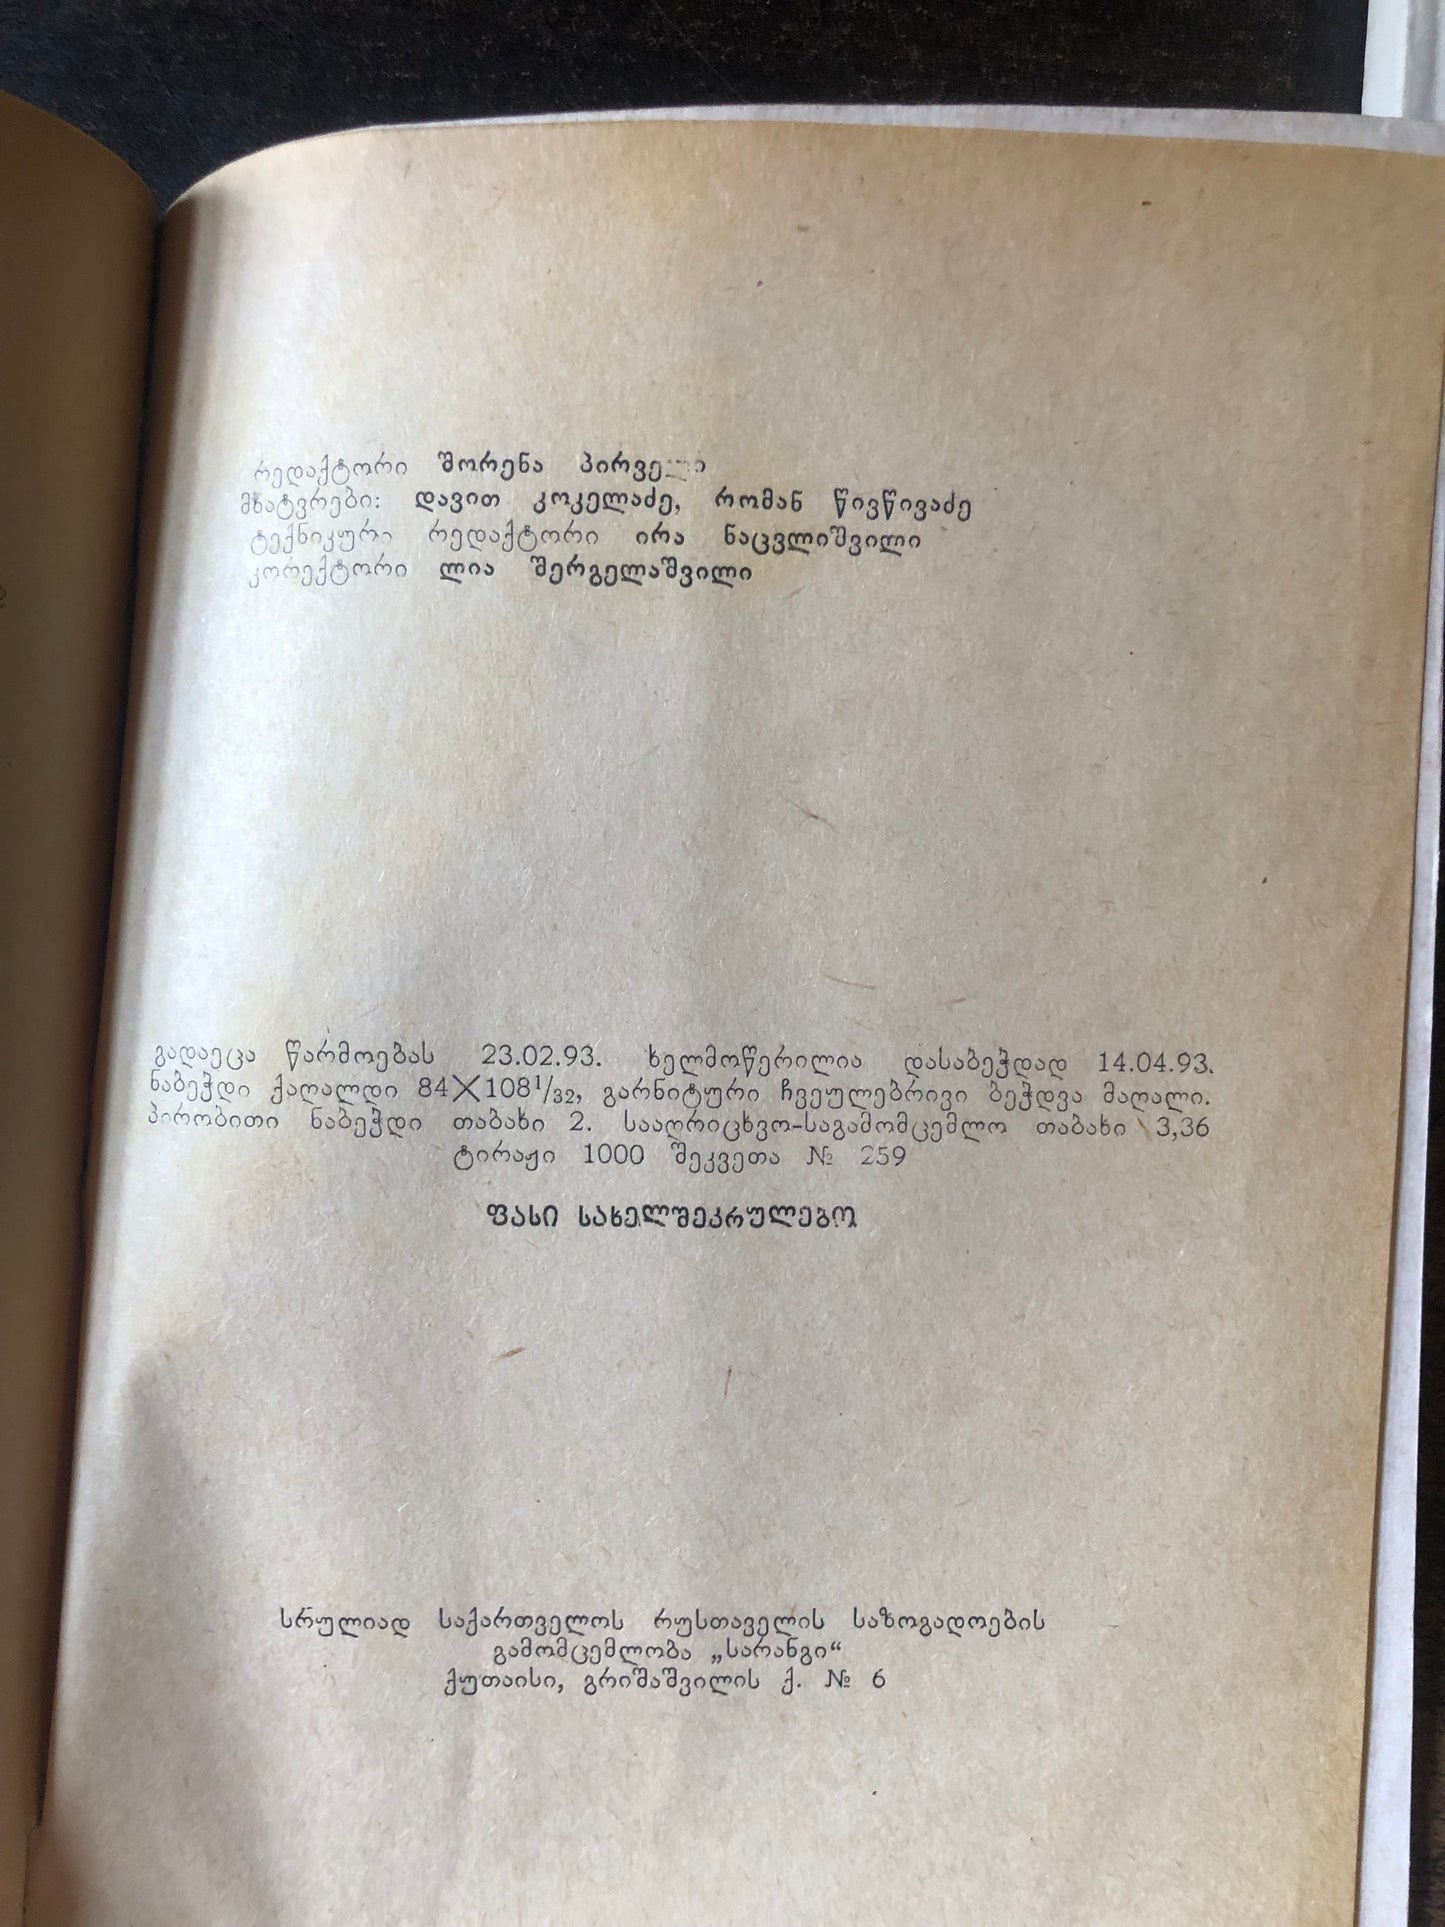 რედაქტორი შორენა პირველი
მხატვრები: დავით კოკელაძე, რომან წივწივაძე
ტექნიკური რედაქტორი ირა ნაცვლიშვილი
კორექტორი ლია შერგელაშვილი
გადაეცა წარმოებას 23.02.93. ხელმოწერილია დასაბეჭდად 14.04.93.
ნაბეჭდი ქაღალდი 84×108¹/₃₂, გარნიტური ჩვეულებრივი ბეჭდვა მაღალი.
პირობითი ნაბეჭდი თაბახი 2. სააღრიცხვო-საგამომცემლო თაბახი 3,36
ტირაჟი 1000 შეკვეთა № 259
ფასი სახელშეკრულებო
სრულიად საქართველოს რუსთაველის საზოგადოების
გამომცემლობა „სარანგი“
ქუთაისი, გრიშაშვილის ქ. № 6